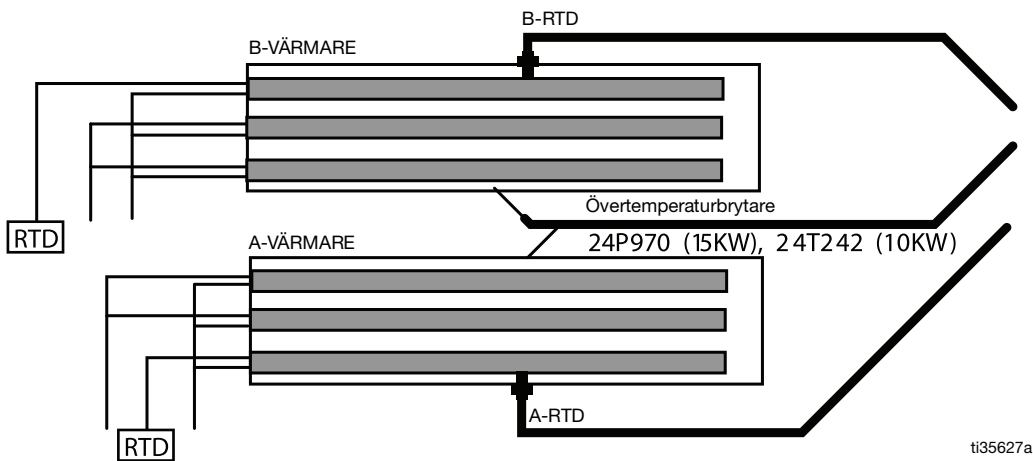 B-RTD
B-VÄRMARE
RTD
Övertemperaturbrytare
24P970 (15KW), 24T242 (10KW)
A-VÄRMARE
A-RTD
RTD
ti35627a